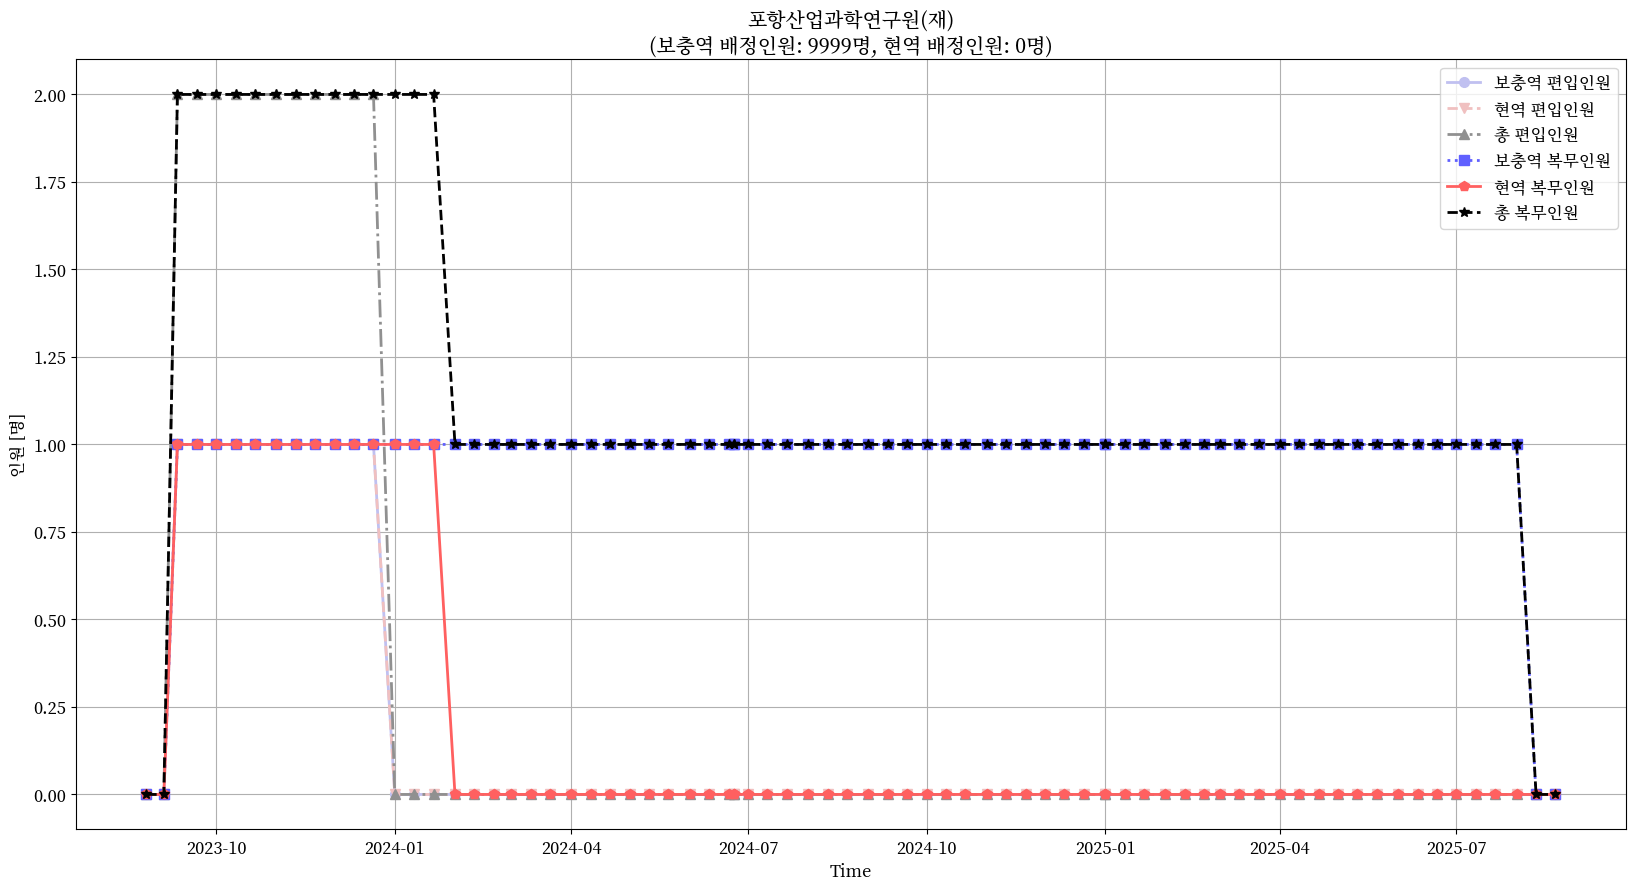 포항산업과학연구원(재)
(보충역 배정인원: 9999명, 현역 배정인원: 0명)
보충역 편입인원
현역 편입인원
총 편입인원
보충역 복무인원
현역 복무인원
총 복무인원
인원 [명]
2.00
1.75
1.50
1.25
1.00
0.75
0.50
0.25
0.00
2023-10 2024-01 2024-04 2024-07 2024-10 2025-01 2025-04 2025-07
Time